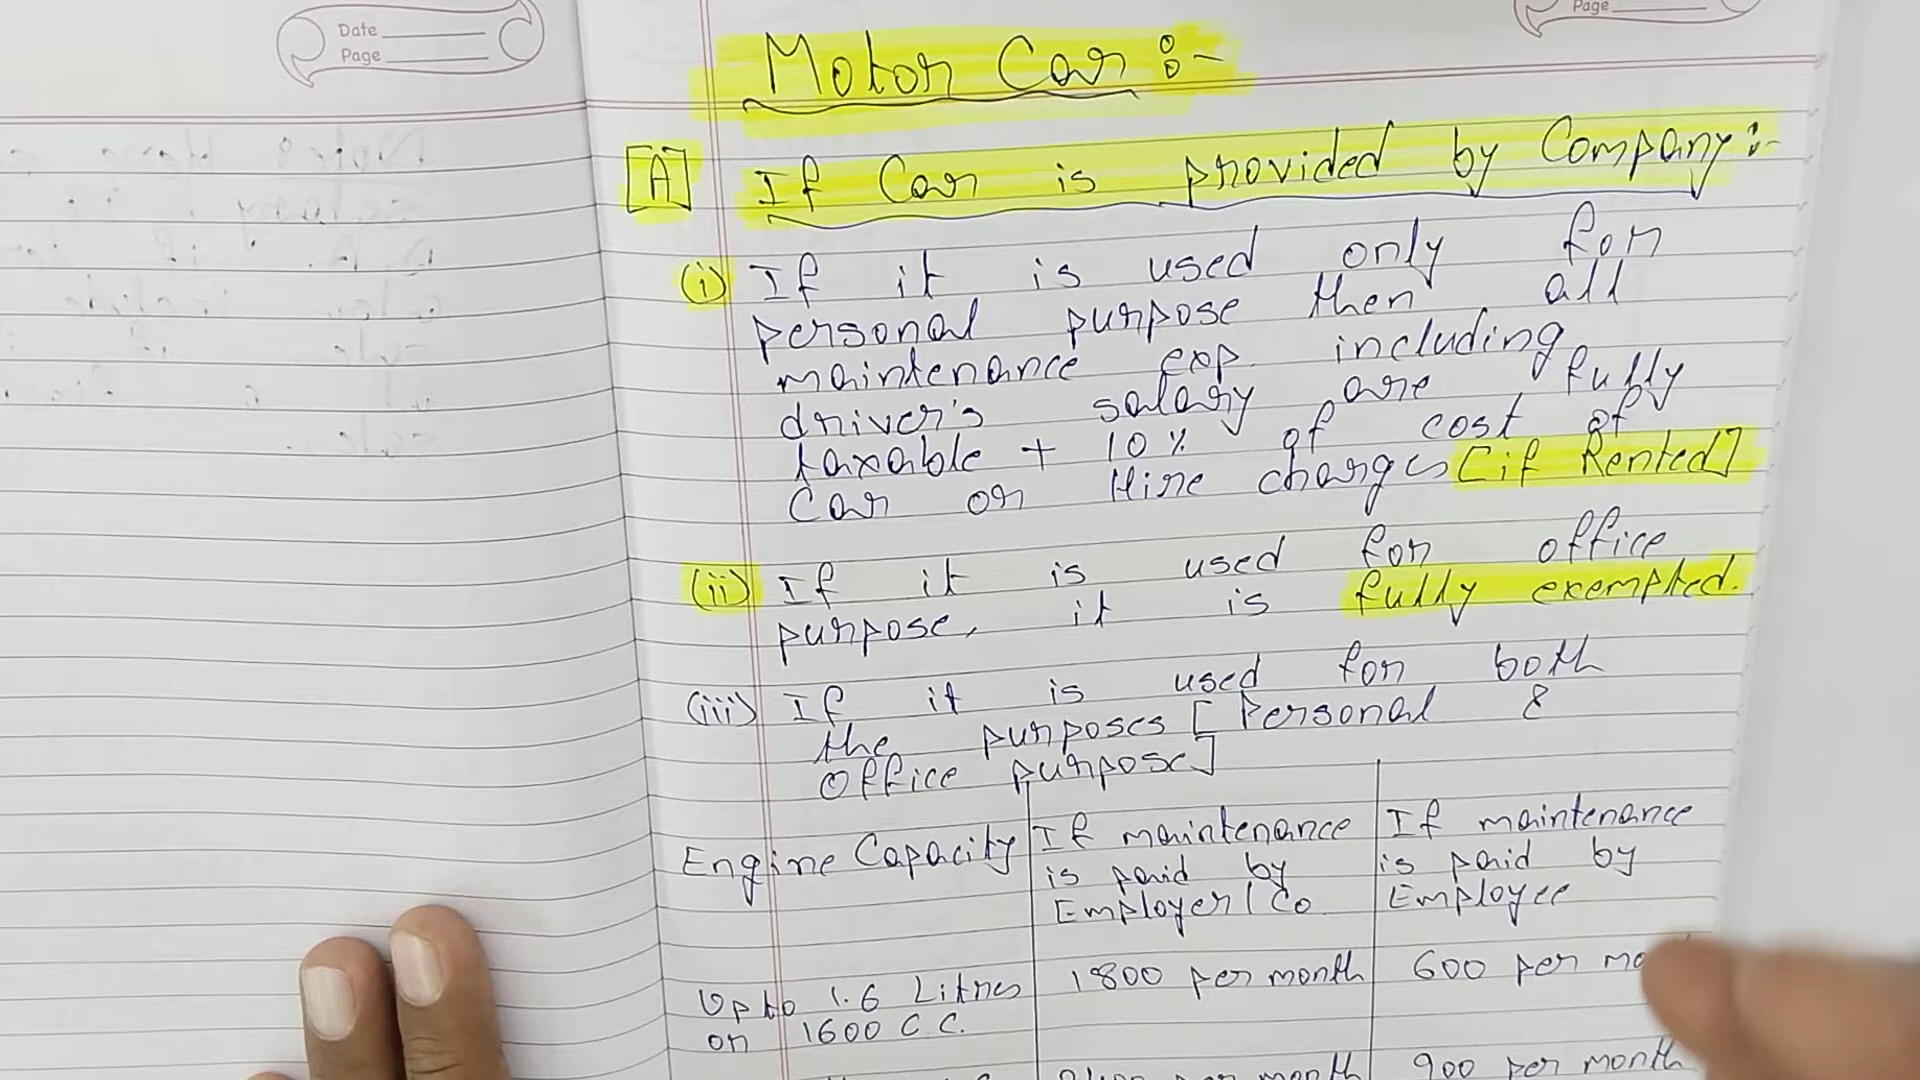 Date
Page
Page
Motor Car :-
[A] If Car is provided by Company :-
(i) If it is used only for
personal purpose then all
maintenance exp. including
driver's salary are fully
taxable + 10% of cost of
Car or Hire charges [if Rented]
(ii) If it is used for office
purpose, it is fully exempted.
(iii) If it is used for both
the purposes [Personal &
Office purpose]
Engine Capacity
If maintenance
is paid by
Employer / Co.
If maintenance
is paid by
Employee
Up to 1.6 Litres
or 1600 C.C.
1800 per month
600 per mo
per month
900 per month